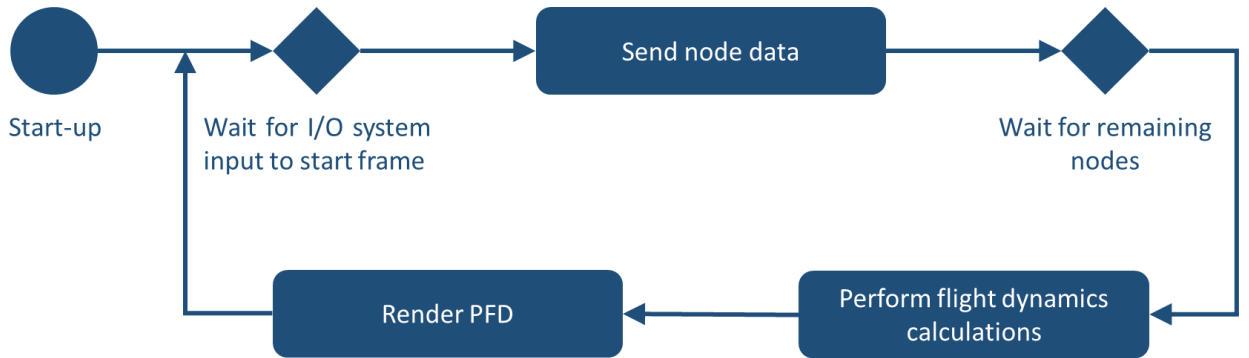 Send node data
Start-up
Wait for I/O system
input to start frame
Wait for remaining
nodes
Render PFD
Perform flight dynamics
calculations